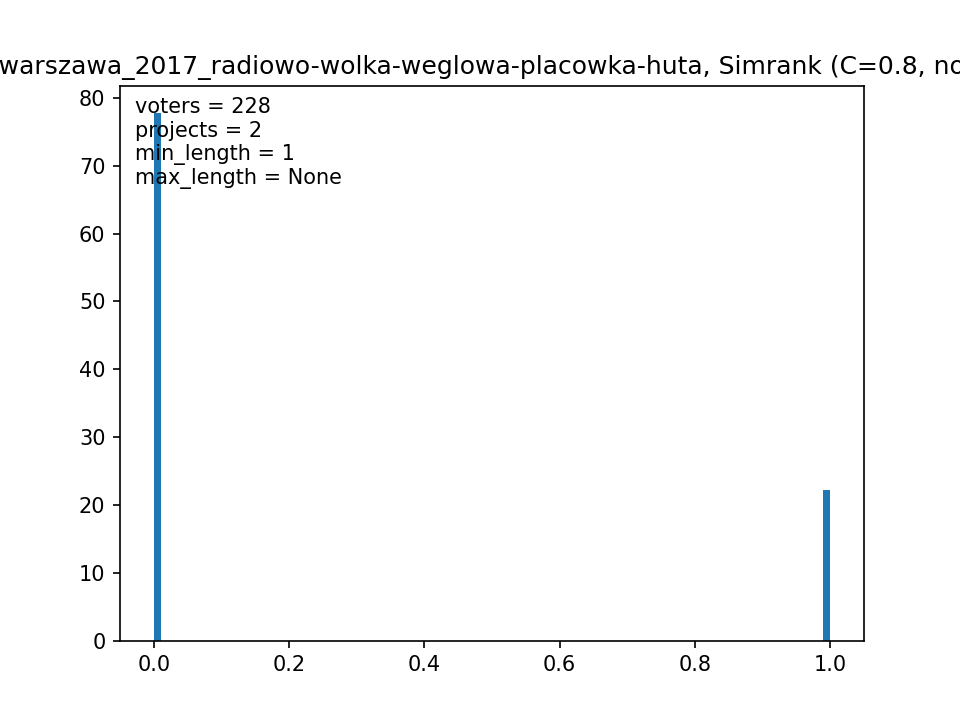 warszawa_2017_radiowo-wolka-weglowa-placowka-huta, Simrank (C=0.8, no
voters = 228
projects = 2
min_length = 1
max_length = None
80
70
60
50
40
30
20
10
0
0.0 0.2 0.4 0.6 0.8 1.0